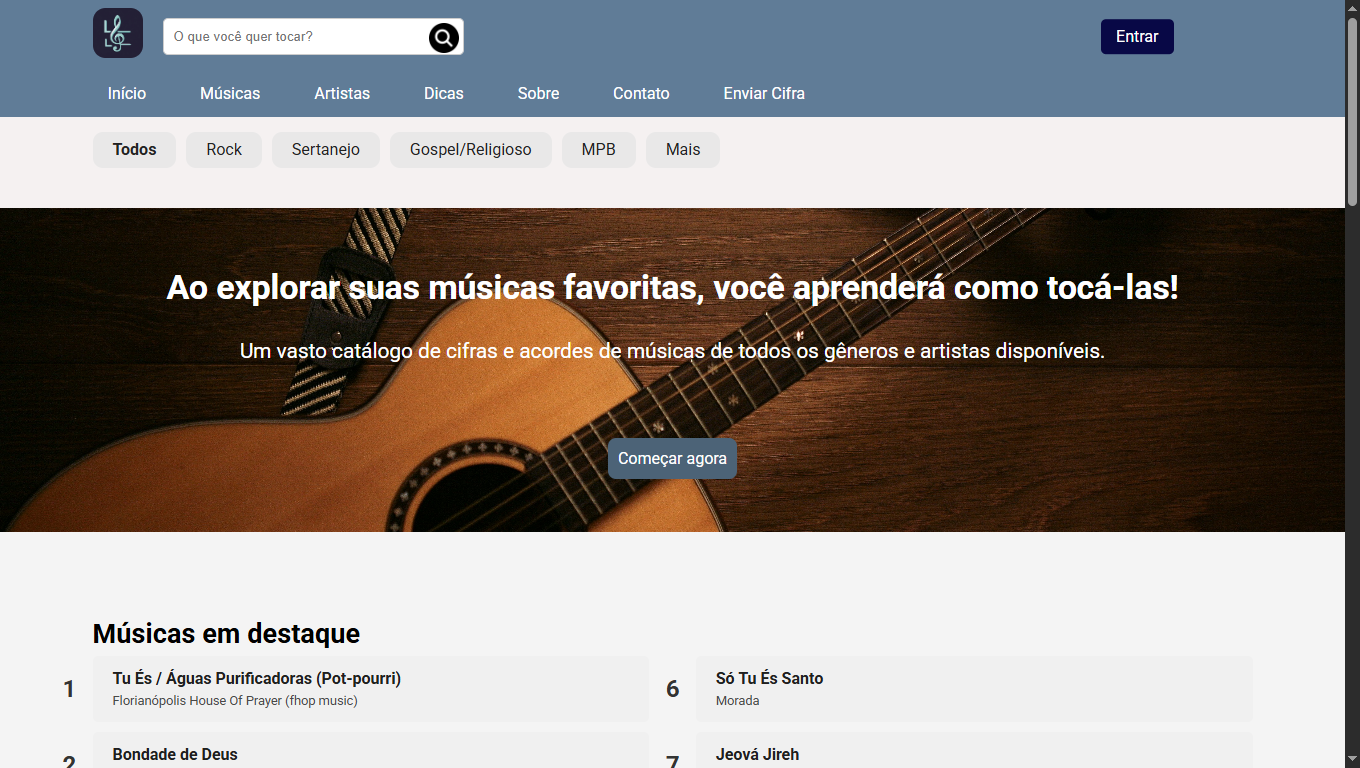 O que você quer tocar?
Entrar
Início Músicas Artistas Dicas Sobre Contato Enviar Cifra
Todos Rock Sertanejo Gospel/Religioso MPB Mais
Ao explorar suas músicas favoritas, você aprenderá como tocá-las!
Um vasto catálogo de cifras e acordes de músicas de todos os gêneros e artistas disponíveis.
Começar agora
Músicas em destaque
1
Tu És / Águas Purificadoras (Pot-pourri)
Florianópolis House Of Prayer (fhop music)
6
Só Tu És Santo
Morada
2
Bondade de Deus
7
Jeová Jireh